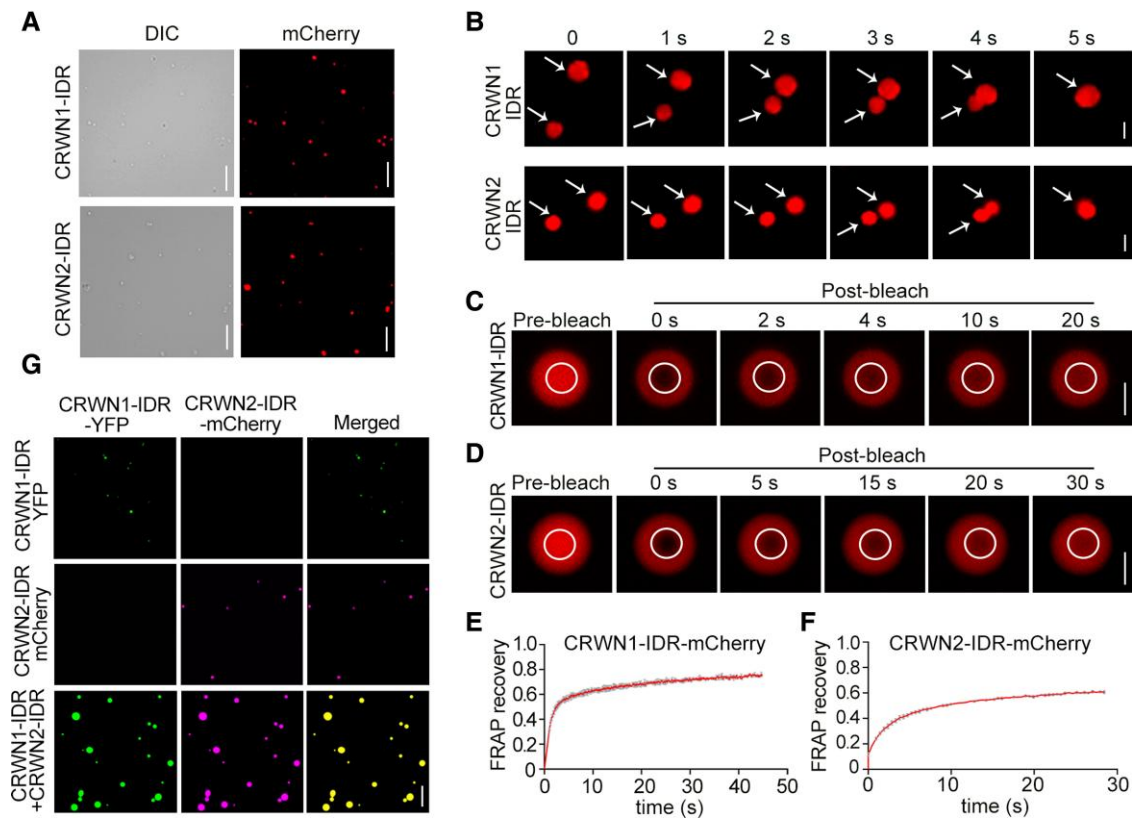 A
DIC
mCherry
CRWN1-IDR
CRWN2-IDR
B
0
1 s
2 s
3 s
4 s
5 s
CRWN1
IDR
CRWN2
IDR
C
Post-bleach
Pre-bleach
0 s
2 s
4 s
10 s
20 s
CRWN1-IDR
D
Post-bleach
Pre-bleach
0 s
5 s
15 s
20 s
30 s
CRWN2-IDR
E
CRWN1-IDR-mCherry
FRAP recovery
1.0
0.8
0.6
0.4
0.2
0
0
10
20
30
40
50
time (s)
F
CRWN2-IDR-mCherry
FRAP recovery
1.0
0.8
0.6
0.4
0.2
0
0
10
20
30
time (s)
G
CRWN1-IDR
-YFP
CRWN2-IDR
-mCherry
Merged
CRWN1-IDR
YFP
CRWN2-IDR
mCherry
CRWN1-IDR
+CRWN2-IDR